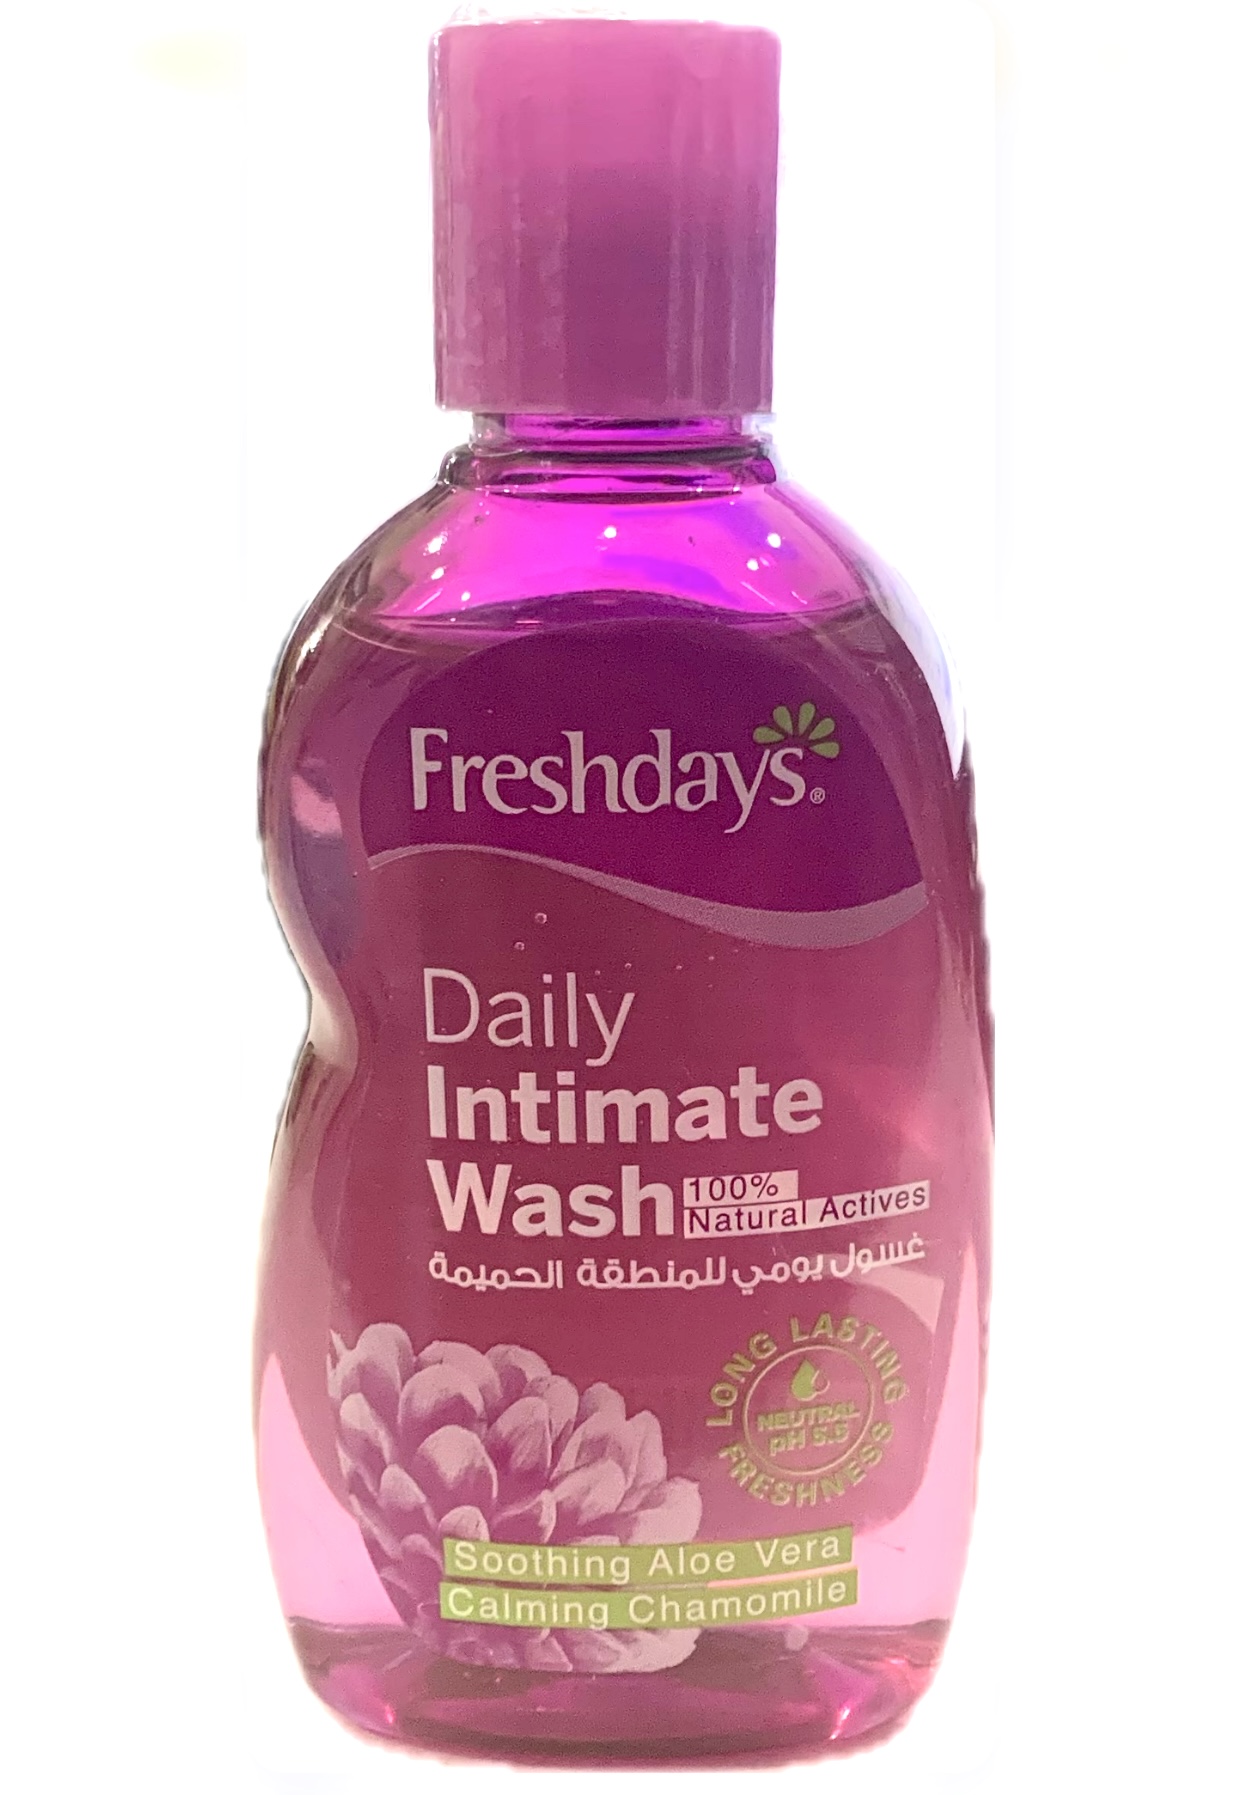 Freshdays®
Daily
Intimate
Wash
100%
Natural Actives
غسول يومي للمنطقة الحميمة
LONG LASTING
NEUTRAL
pH 5.5
FRESHNESS
Soothing Aloe Vera
Calming Chamomile